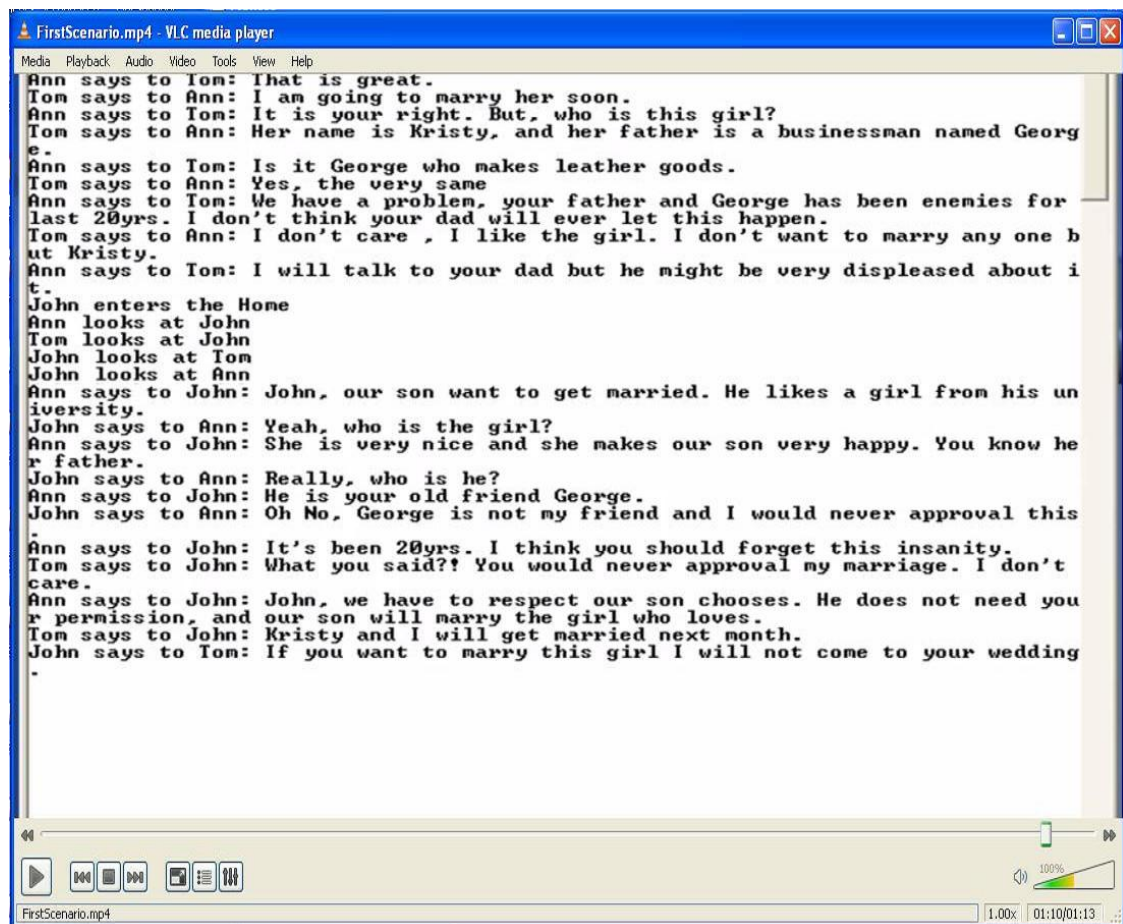 FirstScenario.mp4 - VLC media player
Media Playback Audio Video Tools View Help
Ann says to Tom: That is great.
Tom says to Ann: I am going to marry her soon.
Ann says to Tom: It is your right. But, who is this girl?
Tom says to Ann: Her name is Kristy, and her father is a businessman named Georg
e.
Ann says to Tom: Is it George who makes leather goods.
Tom says to Ann: Yes, the very same
Ann says to Tom: We have a problem, your father and George has been enemies for
last 20yrs. I don't think your dad will ever let this happen.
Tom says to Ann: I don't care , I like the girl. I don't want to marry any one b
ut Kristy.
Ann says to Tom: I will talk to your dad but he might be very displeased about i
t.
John enters the Home
Ann looks at John
Tom looks at John
John looks at Tom
John looks at Ann
Ann says to John: John, our son want to get married. He likes a girl from his un
iversity.
John says to Ann: Yeah, who is the girl?
Ann says to John: She is very nice and she makes our son very happy. You know he
r father.
John says to Ann: Really, who is he?
Ann says to John: He is your old friend George.
John says to Ann: Oh No, George is not my friend and I would never approval this
.
Ann says to John: It's been 20yrs. I think you should forget this insanity.
Tom says to John: What you said?! You would never approval my marriage. I don't
care.
Ann says to John: John, we have to respect our son chooses. He does not need you
r permission, and our son will marry the girl who loves.
Tom says to John: Kristy and I will get married next month.
John says to Tom: If you want to marry this girl I will not come to your wedding
.
100%
FirstScenario.mp4 1.00x 01:10/01:13